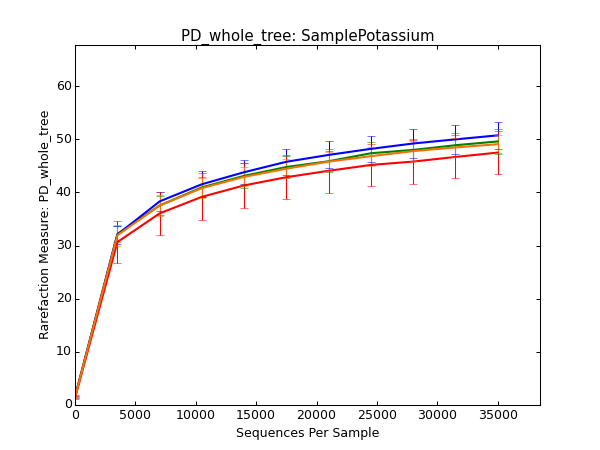 PD_whole_tree: SamplePotassium
60
50
40
30
20
10
0
Rarefaction Measure: PD_whole_tree
0 5000 10000 15000 20000 25000 30000 35000
Sequences Per Sample